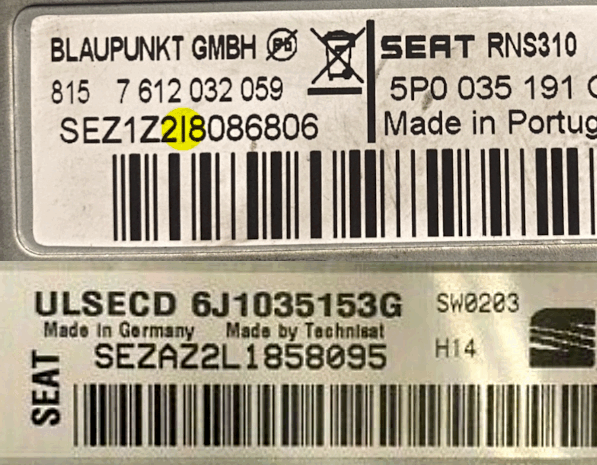 BLAUPUNKT GMBH Pb SEAT RNS310
815 7 612 032 059 5P0 035 191
SEZ1Z2I8086806 Made in Portug
ULSECD 6J1035153G SW0203
Made in Germany Made by Technisat
SEZAZ2L1858095 H14
SEAT